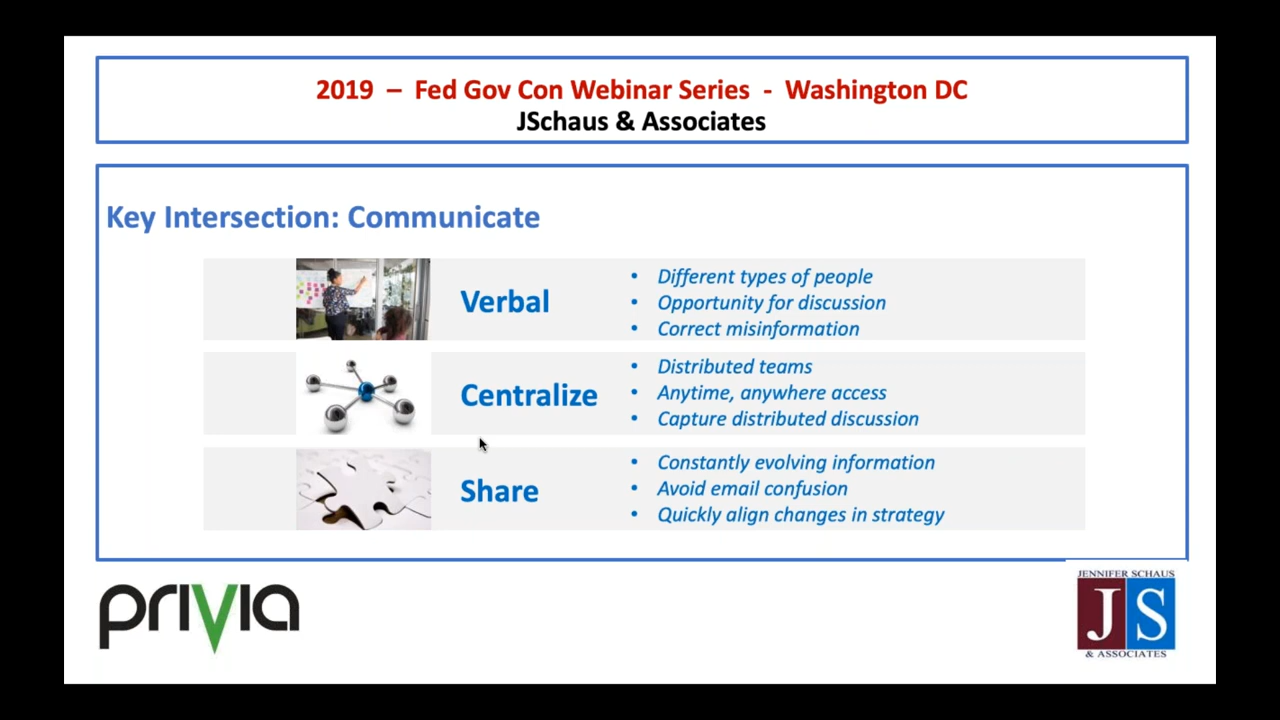 2019 – Fed Gov Con Webinar Series - Washington DC
JSchaus & Associates
Key Intersection: Communicate
Verbal
• Different types of people
• Opportunity for discussion
• Correct misinformation
Centralize
• Distributed teams
• Anytime, anywhere access
• Capture distributed discussion
Share
• Constantly evolving information
• Avoid email confusion
• Quickly align changes in strategy
privia
JENNIFER SCHAUS
JS
& ASSOCIATES